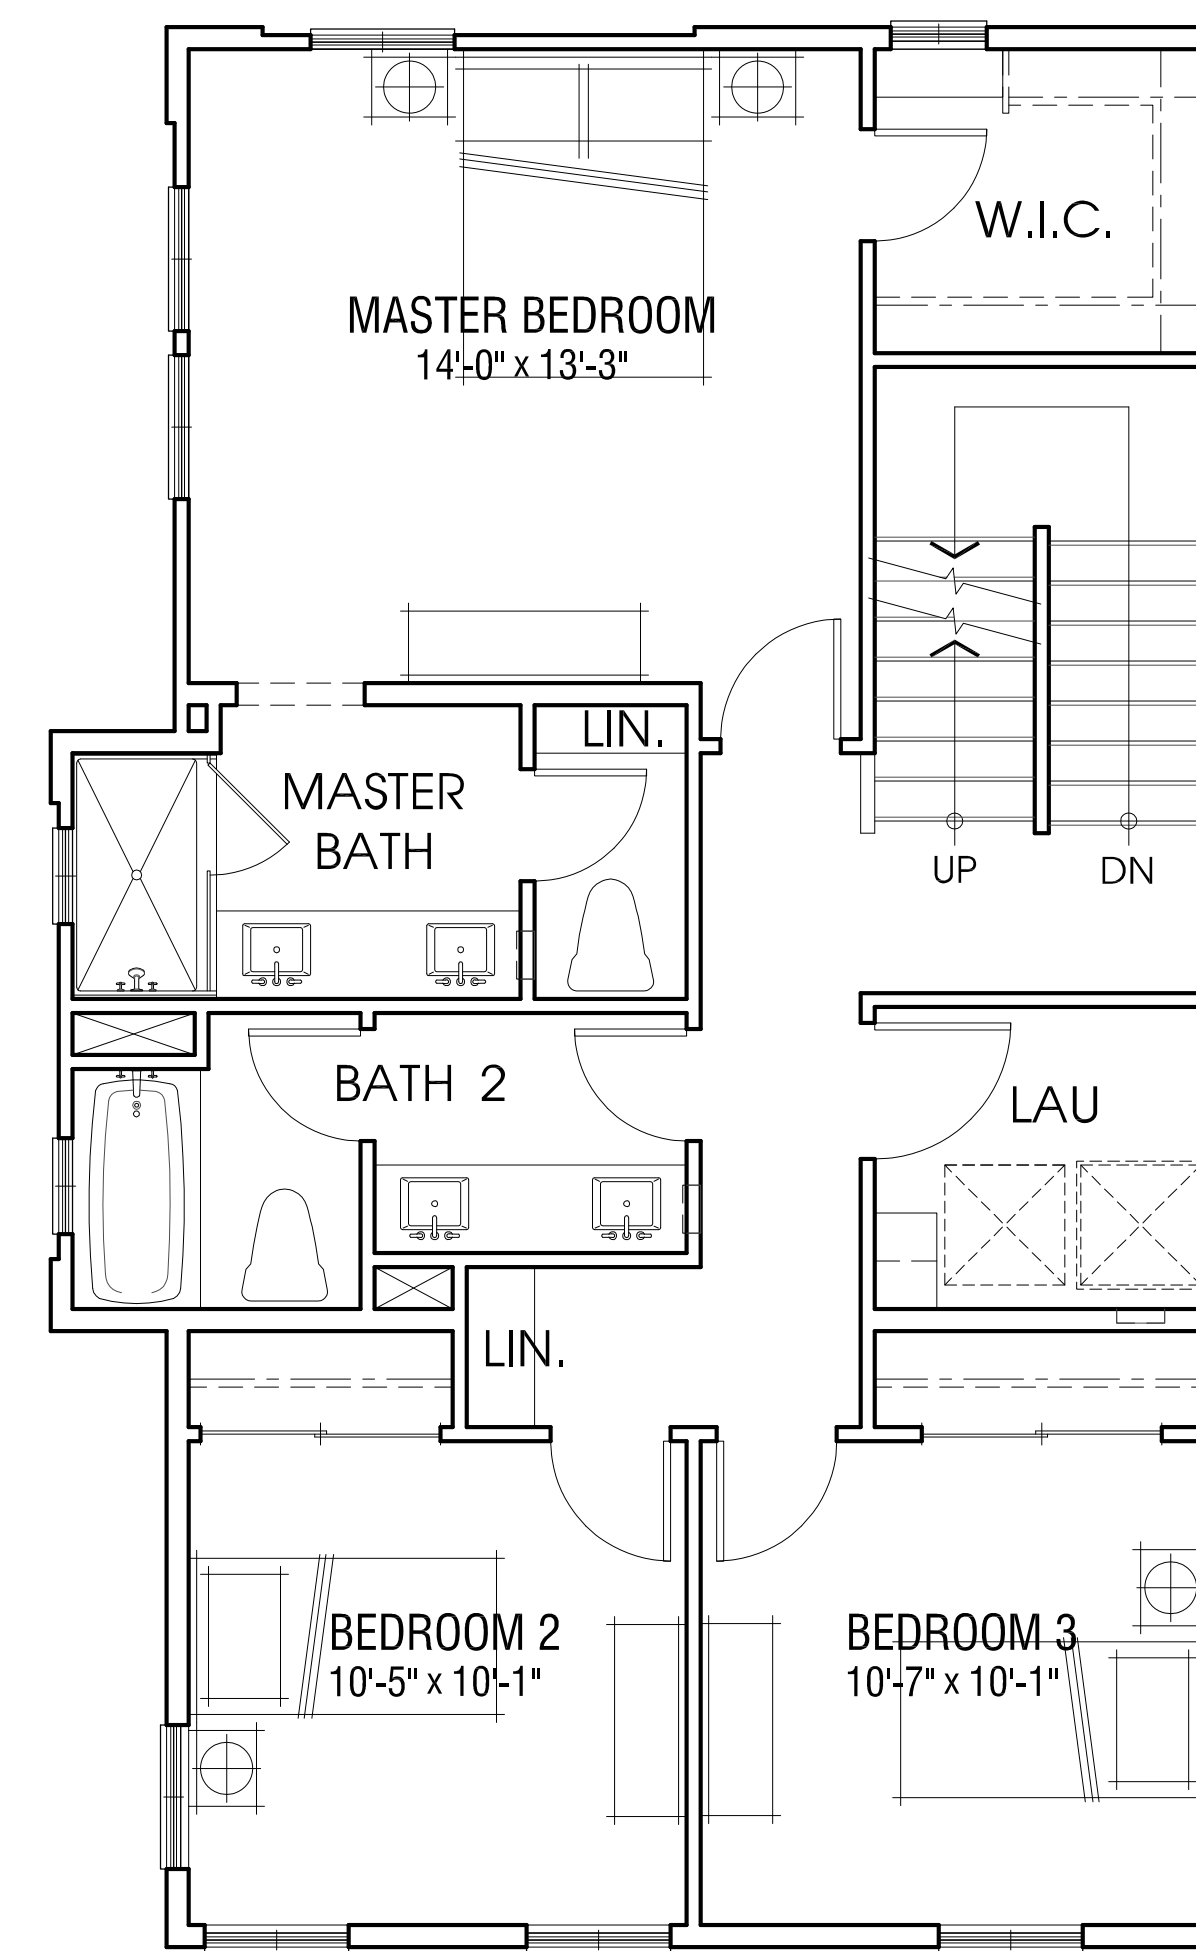 W.I.C.
MASTER BEDROOM
14'-0" x 13'-3"
LIN.
MASTER
BATH
UP
DN
BATH 2
LAU
LIN.
BEDROOM 2
10'-5" x 10'-1"
BEDROOM 3
10'-7" x 10'-1"